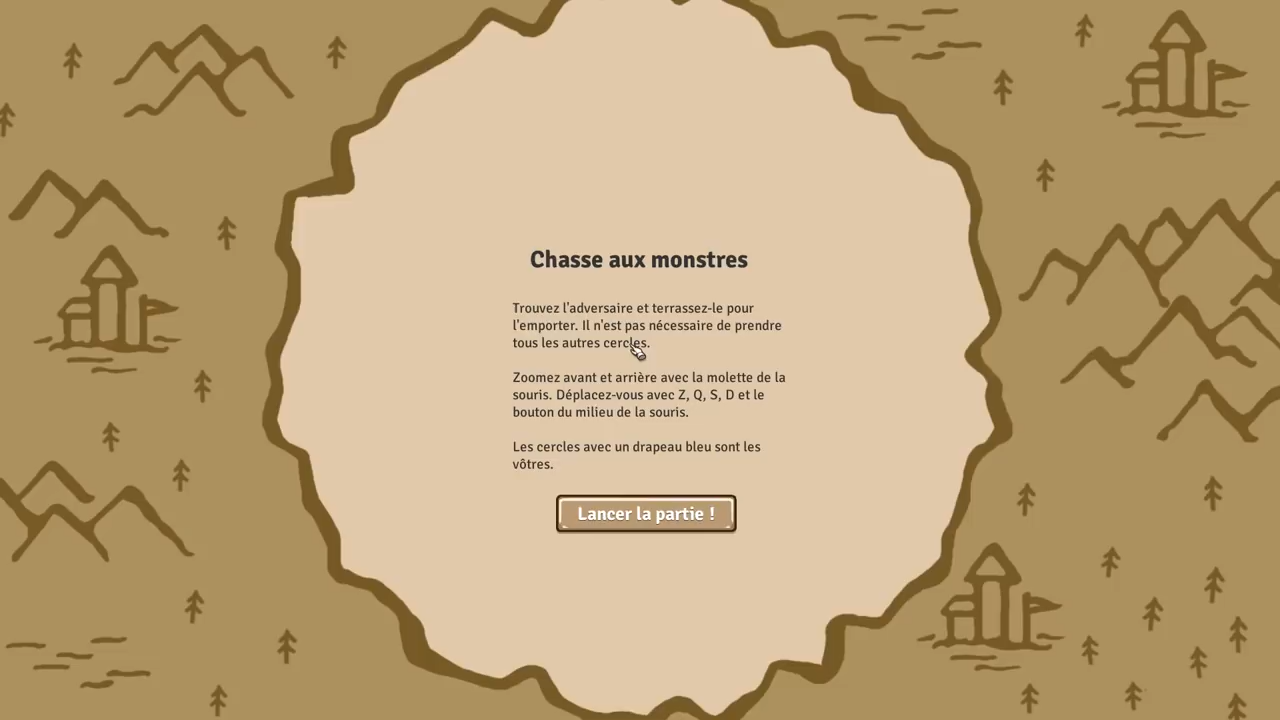 Chasse aux monstres
Trouvez l'adversaire et terrassez-le pour
l'emporter. Il n'est pas nécessaire de prendre
tous les autres cercles.
Zoomez avant et arrière avec la molette de la
souris. Déplacez-vous avec Z, Q, S, D et le
bouton du milieu de la souris.
Les cercles avec un drapeau bleu sont les
vôtres.
Lancer la partie !